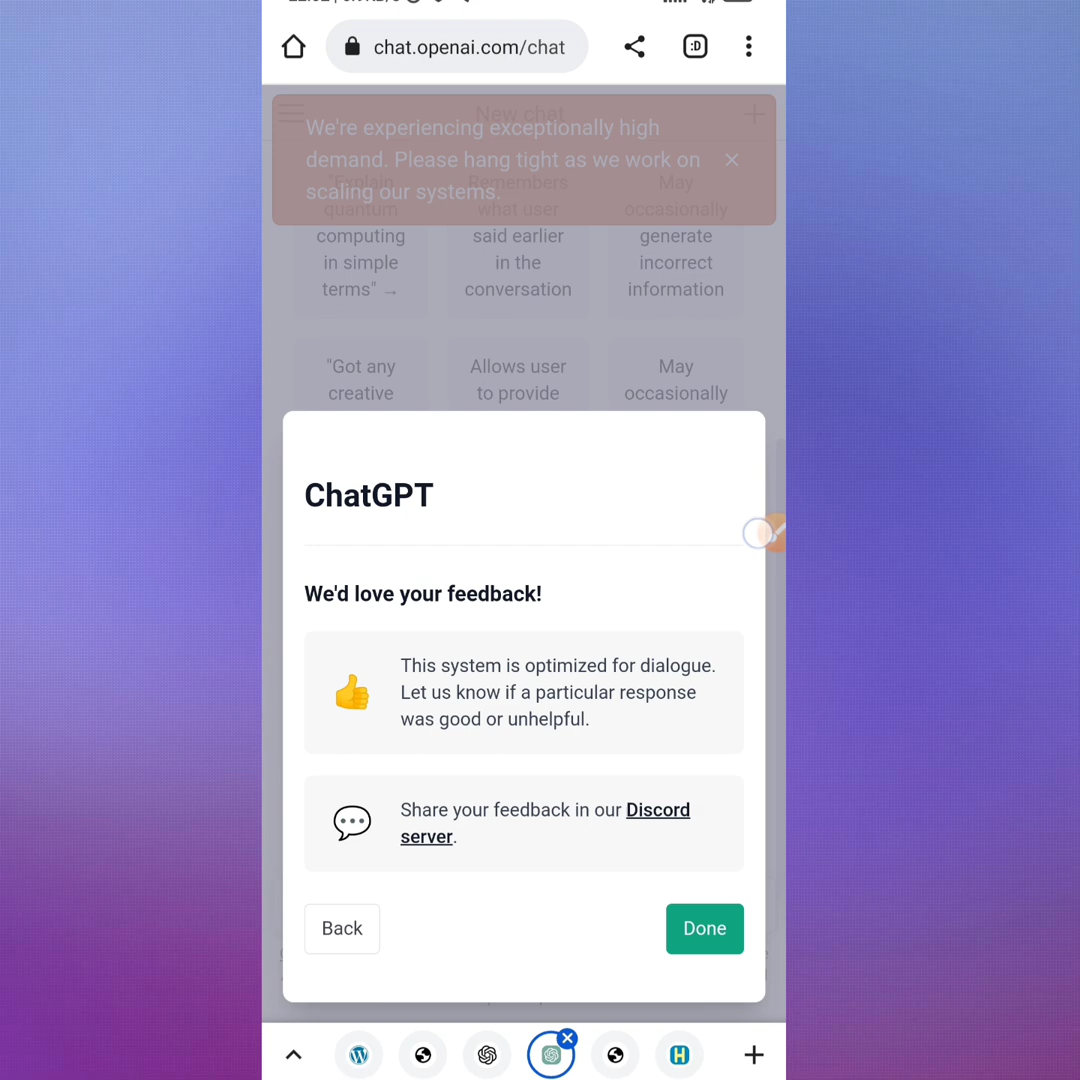 chat.openai.com/chat
:D
New chat
We're experiencing exceptionally high
demand. Please hang tight as we work on
scaling our systems.
"Explain
quantum
computing
in simple
terms" →
Remembers
what user
said earlier
in the
conversation
May
occasionally
generate
incorrect
information
"Got any
creative
Allows user
to provide
May
occasionally
ChatGPT
We'd love your feedback!
This system is optimized for dialogue.
Let us know if a particular response
was good or unhelpful.
Share your feedback in our Discord
server.
Back
Done